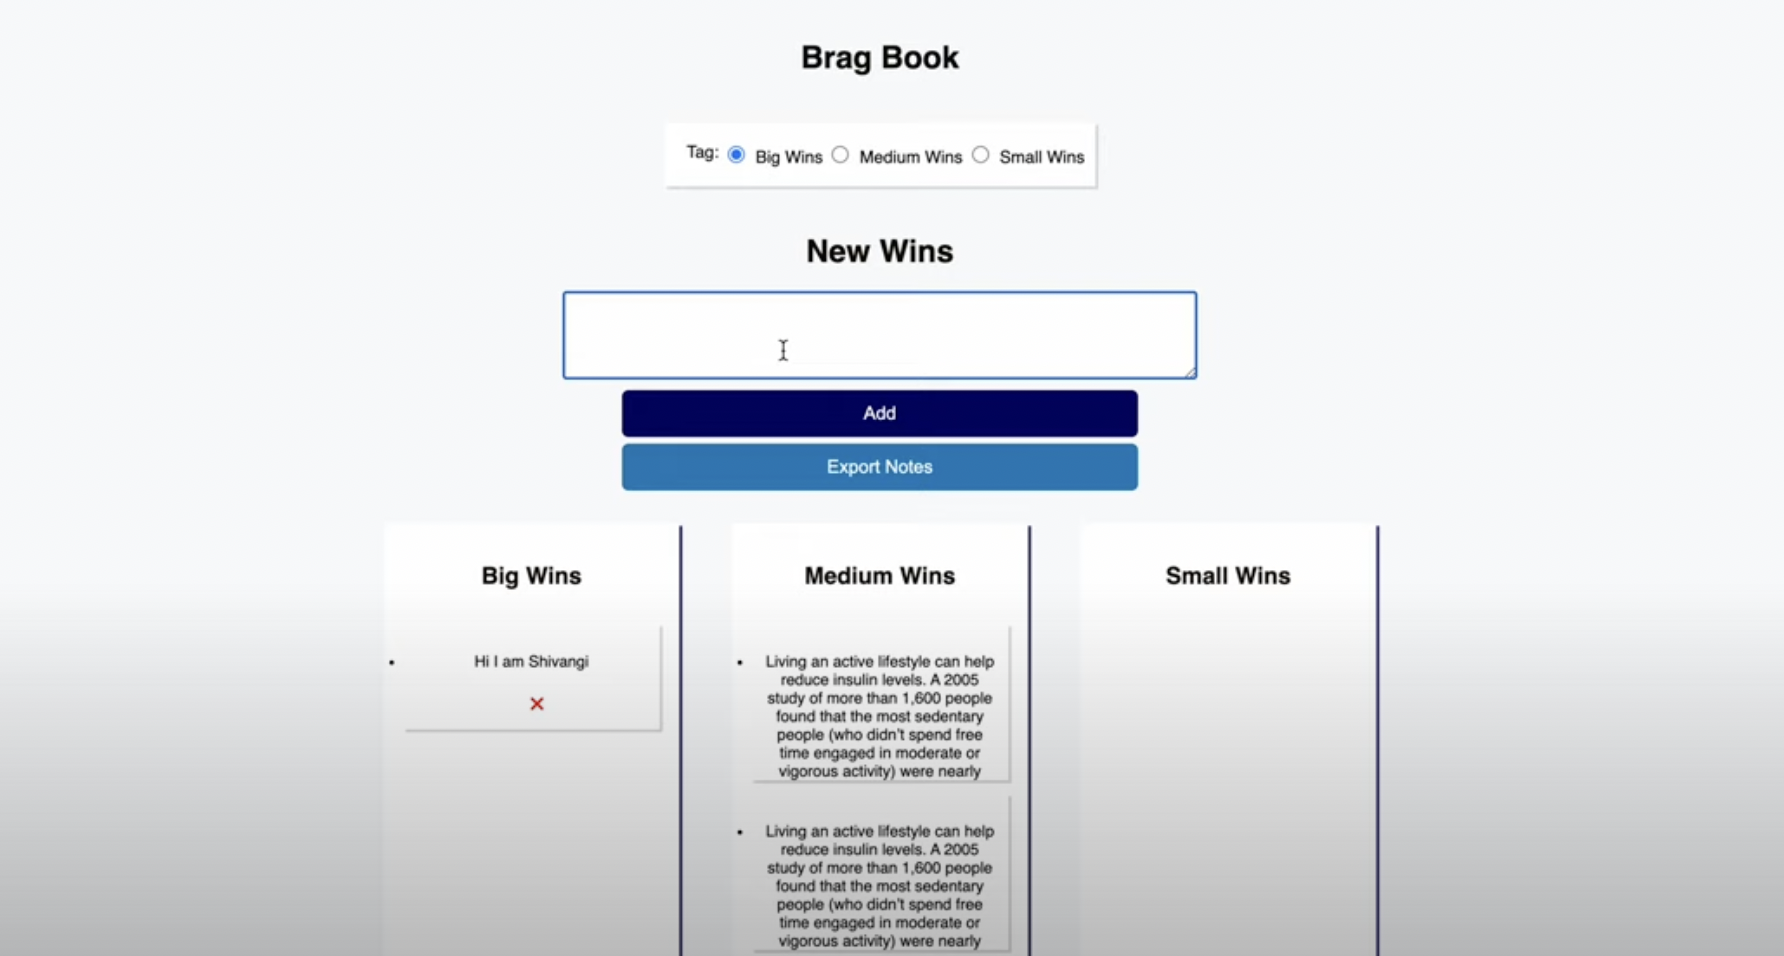 Brag Book
Tag: Big Wins Medium Wins Small Wins
New Wins
Add
Export Notes
Big Wins
Hi I am Shivangi
Medium Wins
Living an active lifestyle can help
reduce insulin levels. A 2005
study of more than 1,600 people
found that the most sedentary
people (who didn't spend free
time engaged in moderate or
vigorous activity) were nearly
Living an active lifestyle can help
reduce insulin levels. A 2005
study of more than 1,600 people
found that the most sedentary
people (who didn't spend free
time engaged in moderate or
vigorous activity) were nearly
Small Wins